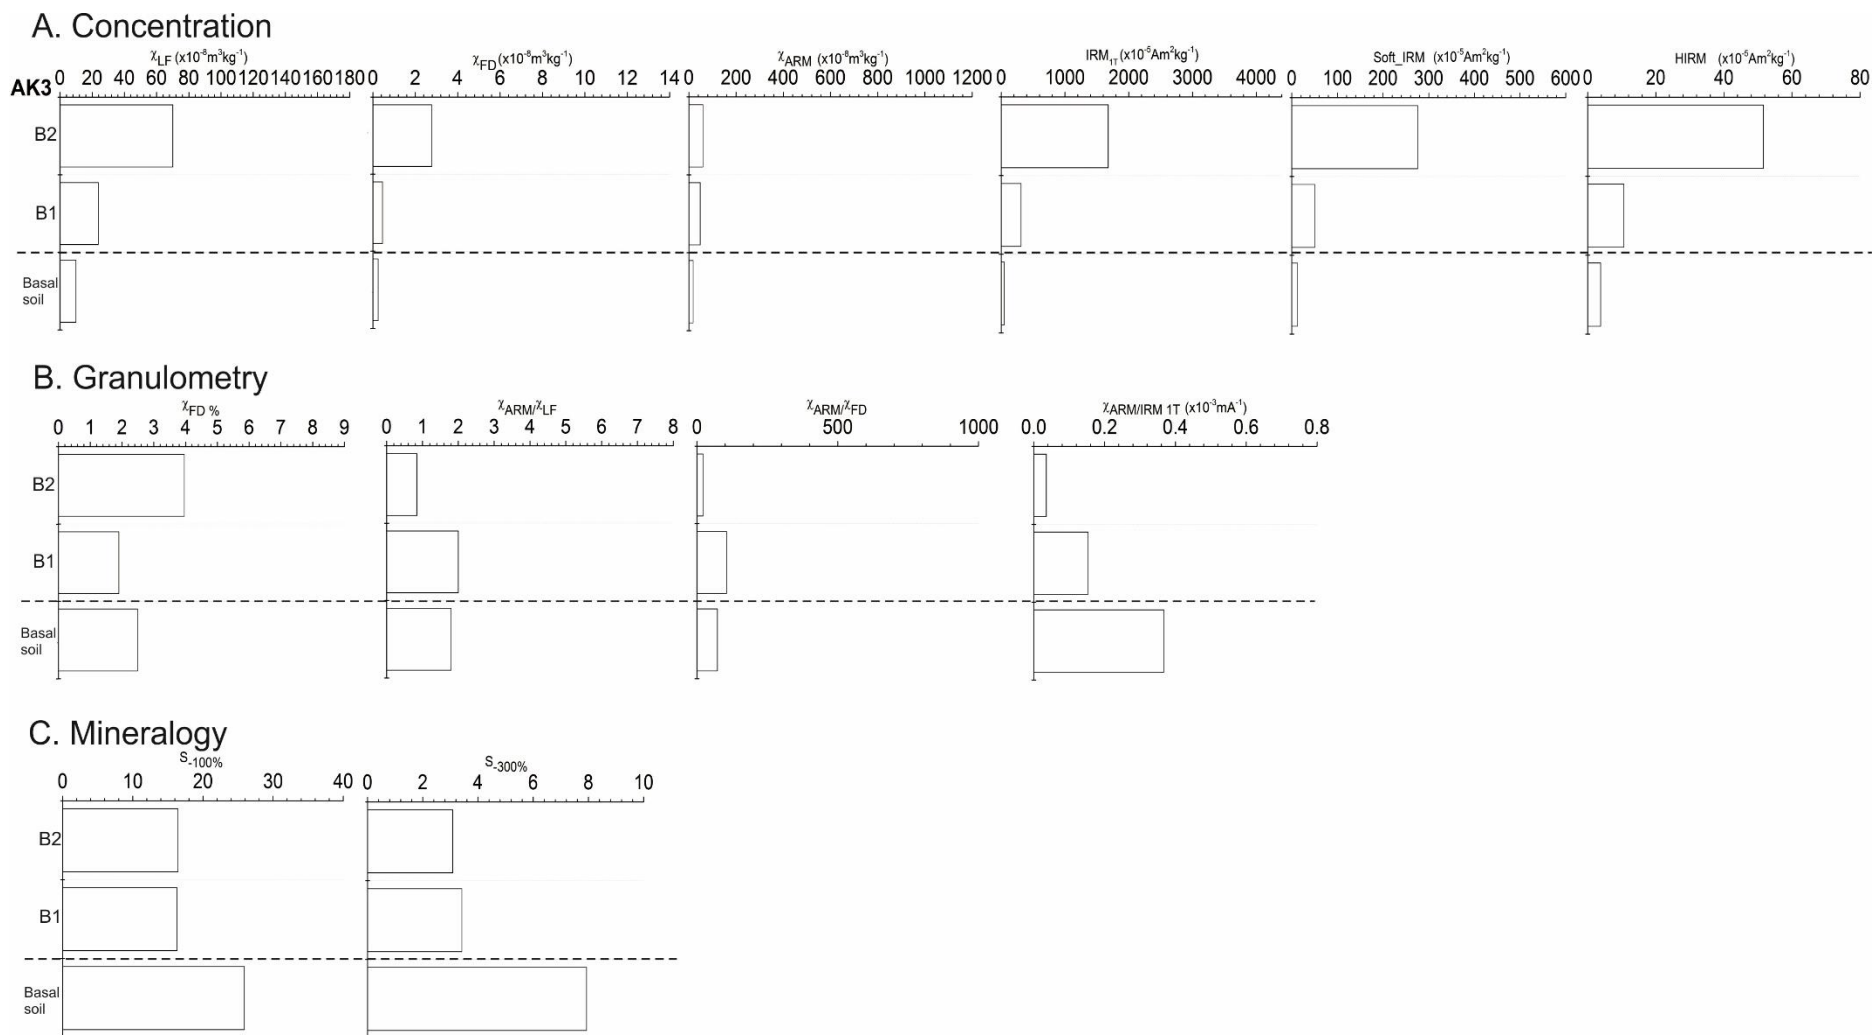 A. Concentration
χLF (x10⁻⁸m³kg⁻¹) χFD (x10⁻⁸m³kg⁻¹) χARM (x10⁻⁸m³kg⁻¹) IRM1T (x10⁻⁵Am²kg⁻¹) Soft_IRM (x10⁻⁵Am²kg⁻¹) HIRM (x10⁻⁵Am²kg⁻¹)
0 20 40 60 80 100 120 140 160 180 0 2 4 6 8 10 12 14 0 200 400 600 800 1000 1200 0 1000 2000 3000 4000 0 100 200 300 400 500 600 0 20 40 60 80
AK3
B2
B1
Basal
soil
B. Granulometry
χFD % χARM/χLF χARM/χFD χARM/IRM 1T (x10⁻³mA⁻¹)
0 1 2 3 4 5 6 7 8 9 0 1 2 3 4 5 6 7 8 0 500 1000 0.0 0.2 0.4 0.6 0.8
B2
B1
Basal
soil
C. Mineralogy
S-100% S-300%
0 10 20 30 40 0 2 4 6 8 10
B2
B1
Basal
soil